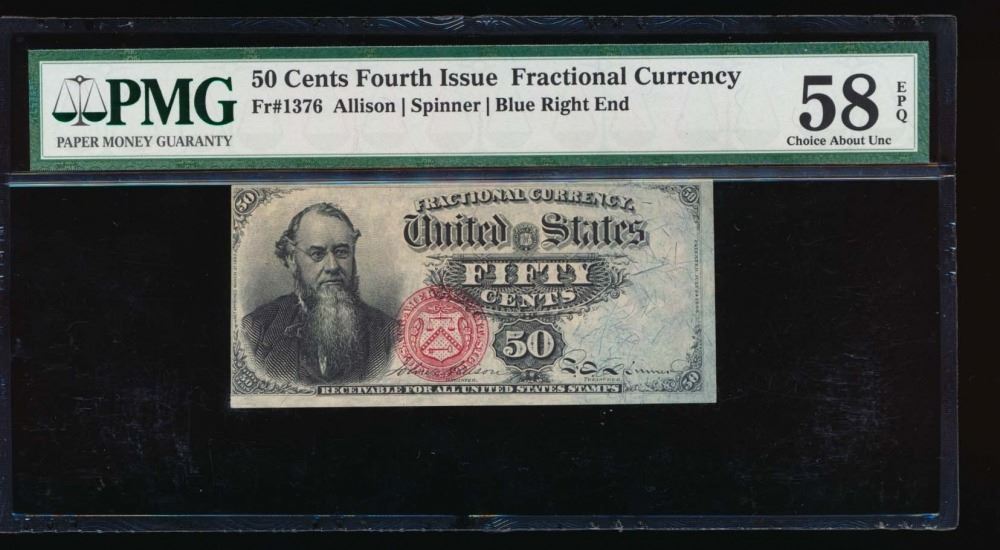 PMG
PAPER MONEY GUARANTY
50 Cents Fourth Issue Fractional Currency
Fr#1376 Allison | Spinner | Blue Right End
58
EPQ
Choice About Unc
50
50
FRACTIONAL CURRENCY.
United States
FIFTY
CENTS
50
50
RECEIVABLE FOR ALL UNITED STATES STAMPS